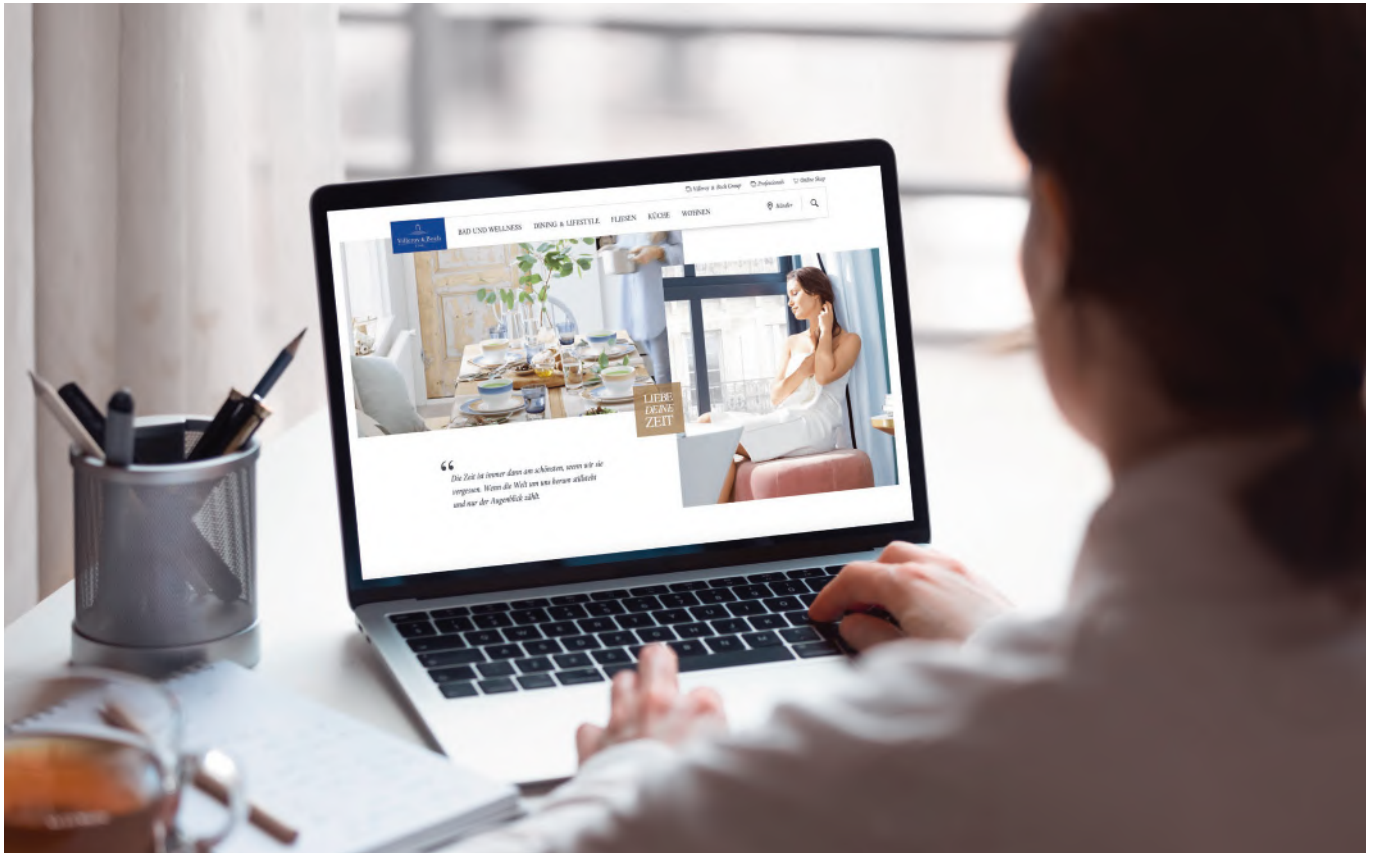 Villeroy & Boch Group Professionals Online Shop
Villeroy & Boch
BAD UND WELLNESS DINING & LIFESTYLE FLIESEN KÜCHE WOHNEN Händler
LIEBE
DEINE
ZEIT
“
Die Zeit ist immer dann am schönsten, wenn wir sie
vergessen. Wenn die Welt um uns herum stillsteht
und nur der Augenblick zählt.